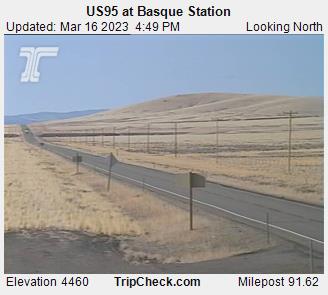 US95 at Basque Station
Updated: Mar 16 2023 4:49 PM Looking North
Elevation 4460 TripCheck.com Milepost 91.62